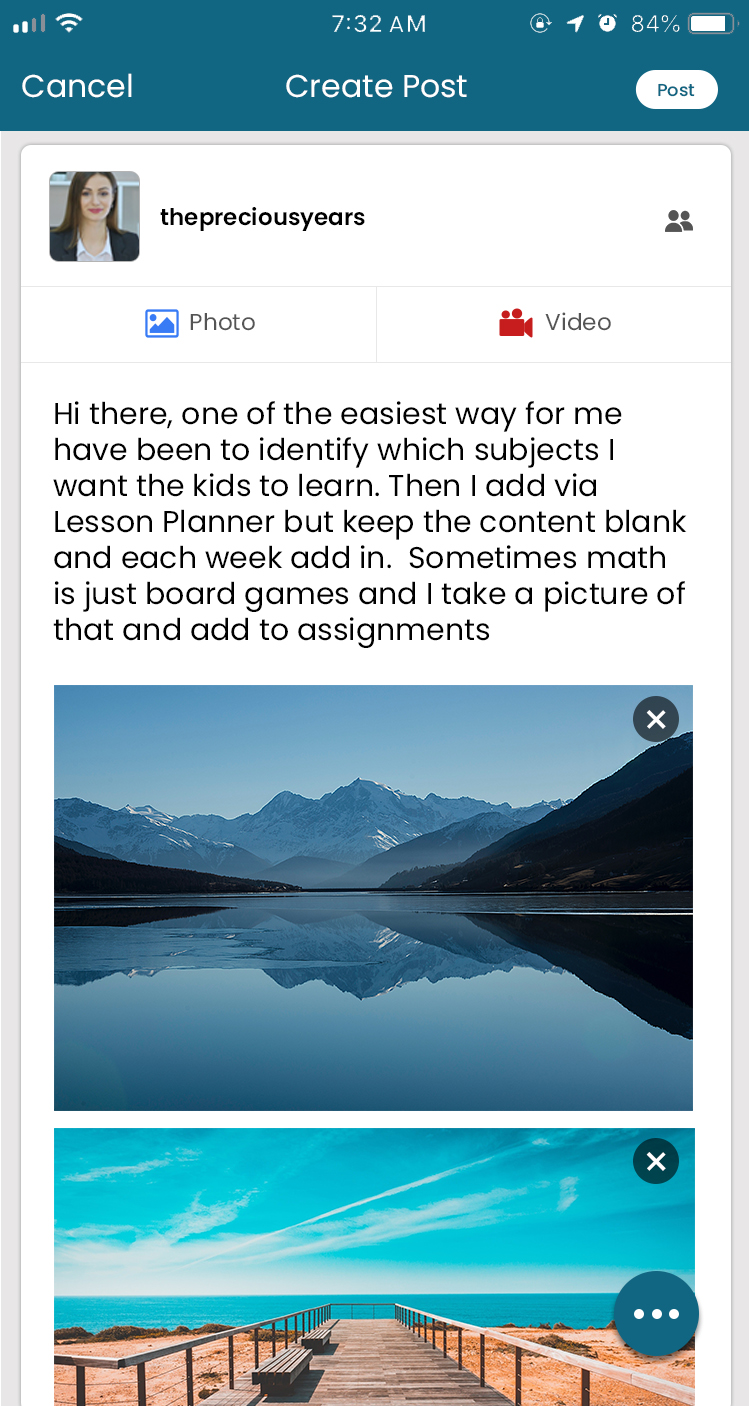 7:32 AM 84%
Cancel Create Post Post
thepreciousyears
Photo Video
Hi there, one of the easiest way for me
have been to identify which subjects I
want the kids to learn. Then I add via
Lesson Planner but keep the content blank
and each week add in.  Sometimes math
is just board games and I take a picture of
that and add to assignments